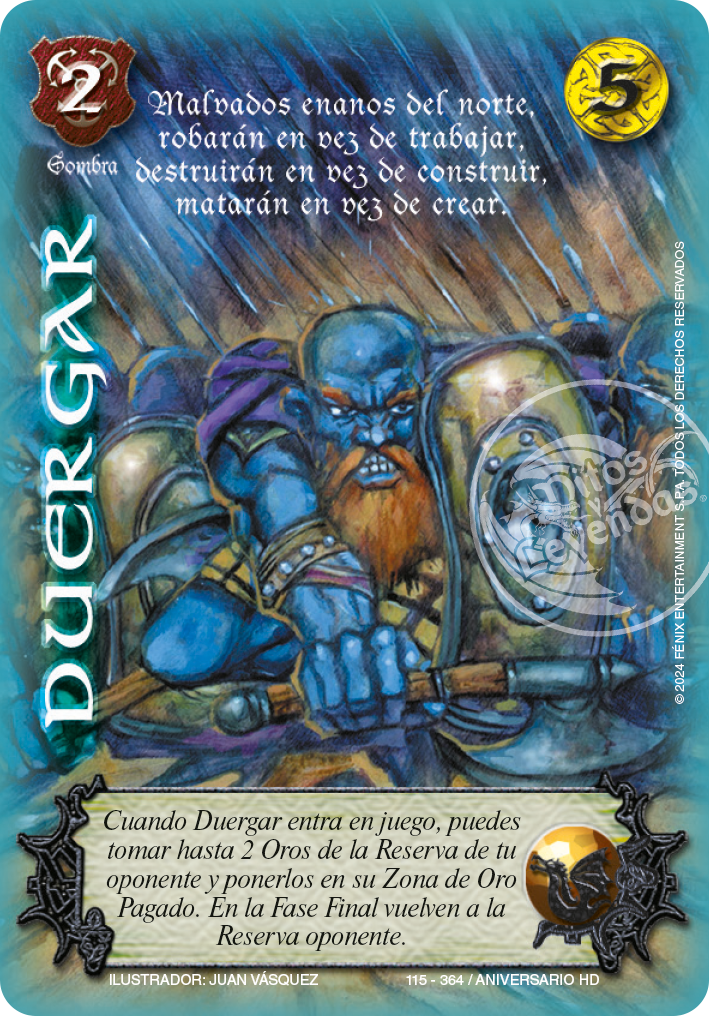 2
5
Sombra
Malvados enanos del norte,
robarán en vez de trabajar,
destruirán en vez de construir,
matarán en vez de crear.
DUERGAR
Mitos
y
Leyendas
®
© 2024 FÉNIX ENTERTAINMENT S.P.A. TODOS LOS DERECHOS RESERVADOS
Cuando Duergar entra en juego, puedes
tomar hasta 2 Oros de la Reserva de tu
oponente y ponerlos en su Zona de Oro
Pagado. En la Fase Final vuelven a la
Reserva oponente.
ILUSTRADOR: JUAN VÁSQUEZ
115 - 364 / ANIVERSARIO HD